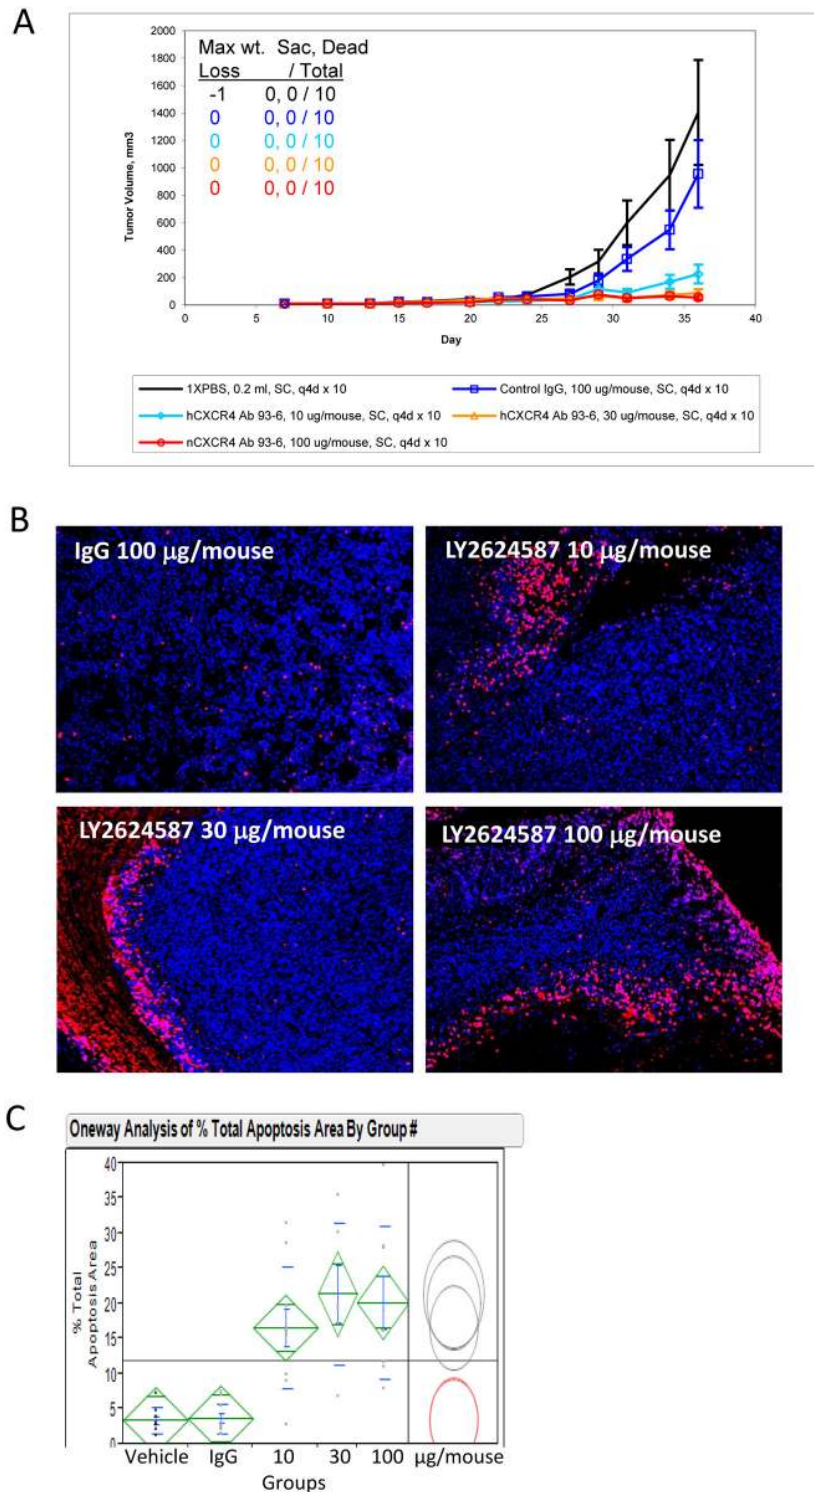 A
Max wt. Sac, Dead
Loss / Total
-1 0, 0 / 10
0 0, 0 / 10
0 0, 0 / 10
0 0, 0 / 10
0 0, 0 / 10
Tumor Volume, mm3
2000
1800
1600
1400
1200
1000
800
600
400
200
0
0 5 10 15 20 25 30 35 40
Day
1XPBS, 0.2 ml, SC, q4d x 10 Control IgG, 100 ug/mouse, SC, q4d x 10
hCXCR4 Ab 93-6, 10 ug/mouse, SC, q4d x 10 hCXCR4 Ab 93-6, 30 ug/mouse, SC, q4d x 10
nCXCR4 Ab 93-6, 100 ug/mouse, SC, q4d x 10
B
IgG 100 µg/mouse LY2624587 10 µg/mouse
LY2624587 30 µg/mouse LY2624587 100 µg/mouse
C
Oneway Analysis of % Total Apoptosis Area By Group #
% Total
Apoptosis Area
40
35
30
25
20
15
10
5
0
Vehicle IgG 10 30 100 µg/mouse
Groups